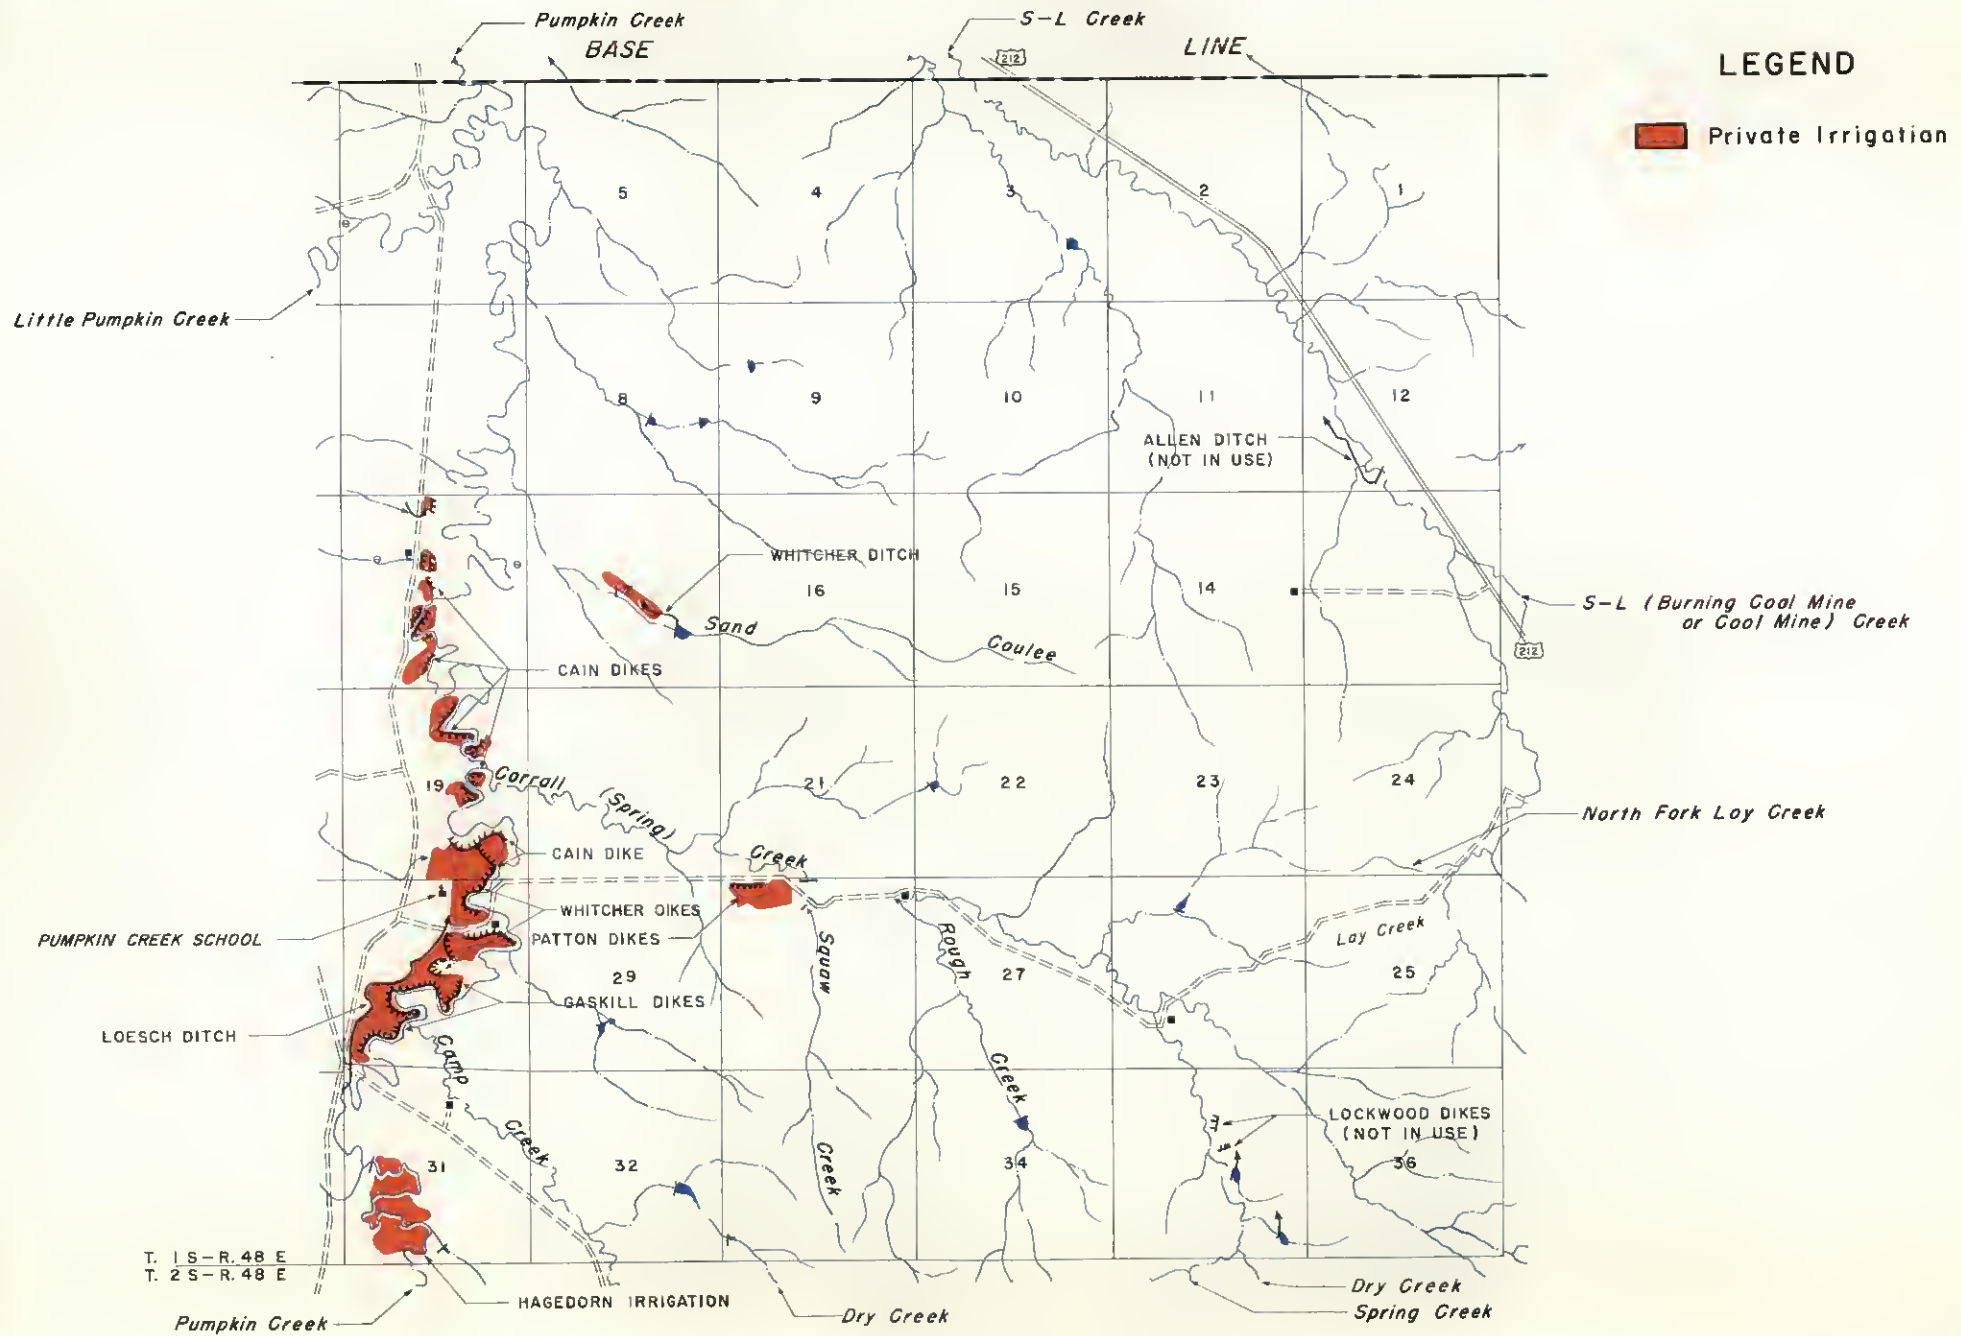 Pumpkin Creek
S-L Creek
BASE
LINE
212
LEGEND
Private Irrigation
5
4
3
2
1
Little Pumpkin Creek
8
9
10
11
12
ALLEN DITCH
(NOT IN USE)
WHITCHER DITCH
16
15
14
S-L (Burning Coal Mine
or Coal Mine) Creek
Sand
Coulee
212
CAIN DIKES
19
Corrall
(Spring)
Creek
21
22
23
24
North Fork Lay Creek
CAIN DIKE
WHITCHER DIKES
PUMPKIN CREEK SCHOOL
PATTON DIKES
Squaw
Creek
Rough
Creek
Lay Creek
29
27
25
GASKILL DIKES
LOESCH DITCH
Camp
Creek
LOCKWOOD DIKES
(NOT IN USE)
31
32
34
36
T. 1 S-R. 48 E
T. 2 S-R. 48 E
HAGEDORN IRRIGATION
Pumpkin Creek
Dry Creek
Dry Creek
Spring Creek